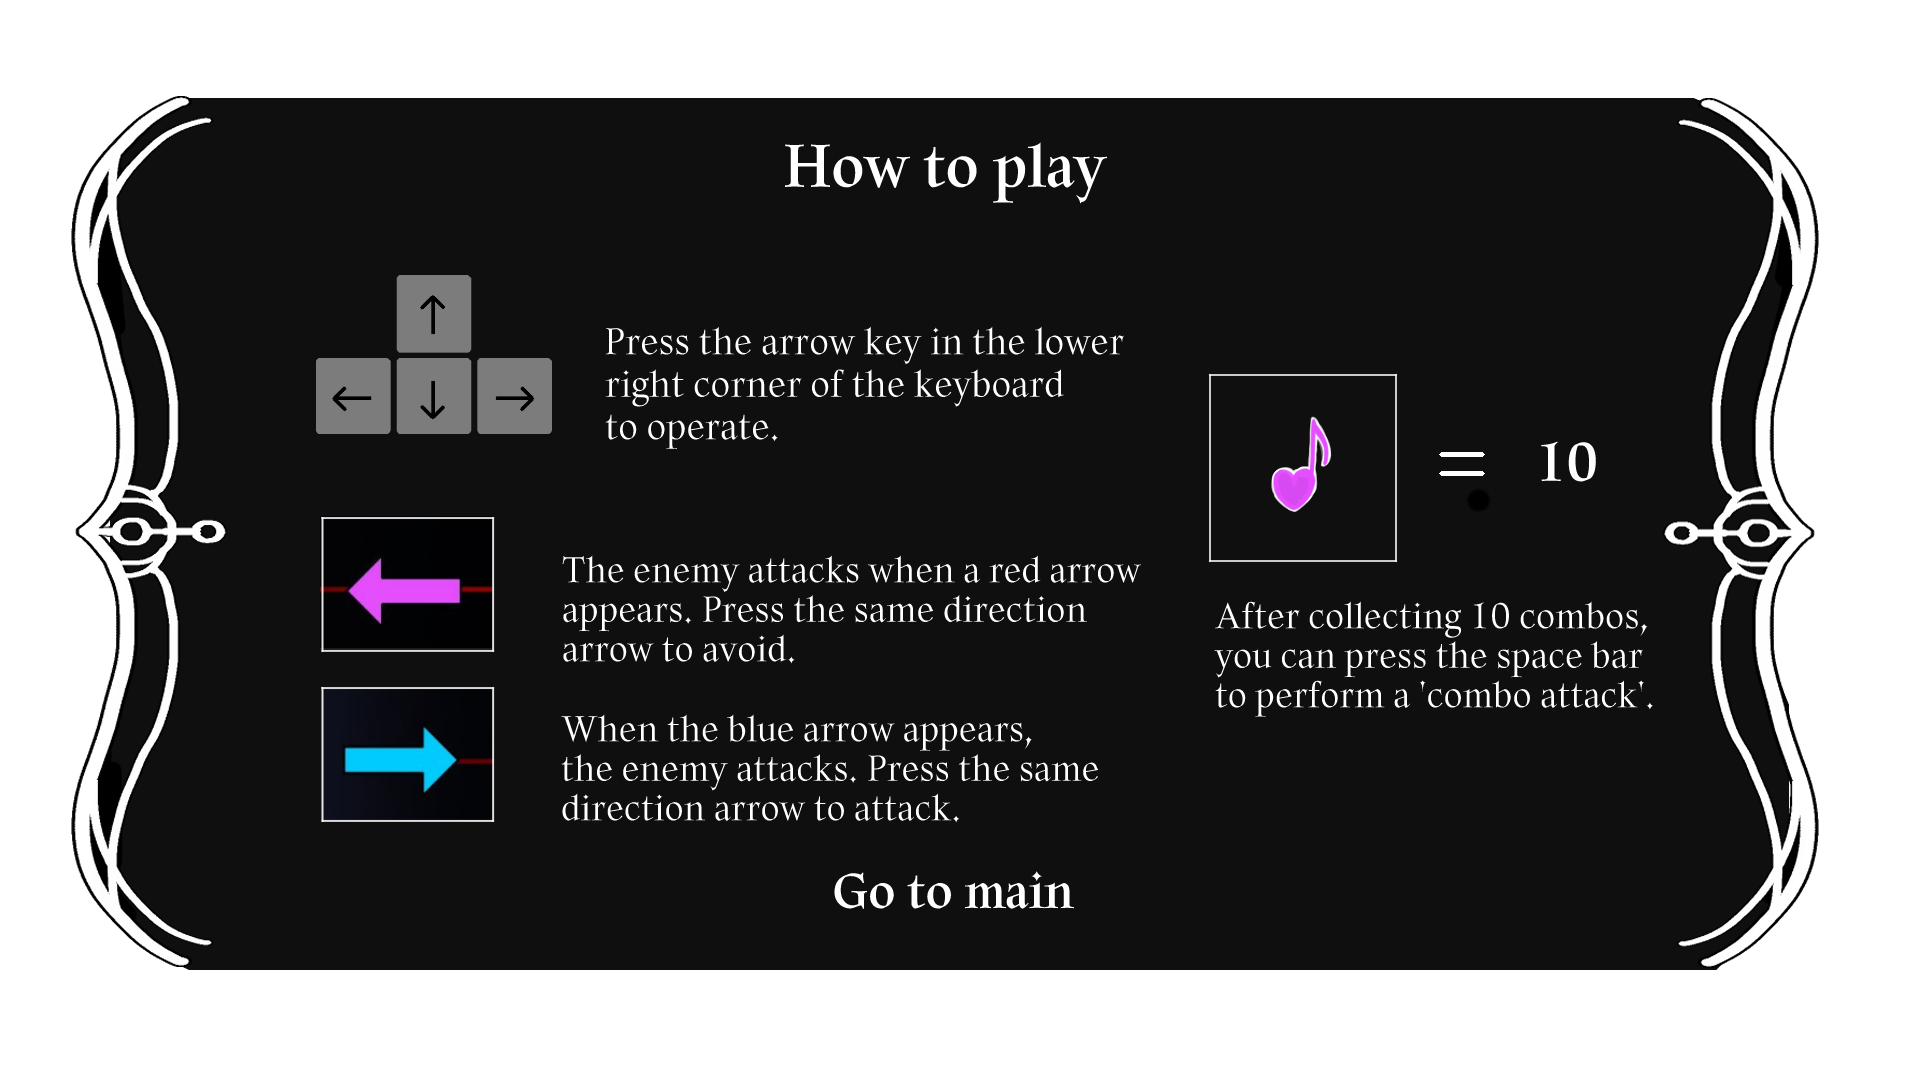 How to play
Press the arrow key in the lower
right corner of the keyboard
to operate.
The enemy attacks when a red arrow
appears. Press the same direction
arrow to avoid.
When the blue arrow appears,
the enemy attacks. Press the same
direction arrow to attack.
= 10
After collecting 10 combos,
you can press the space bar
to perform a 'combo attack'.
Go to main